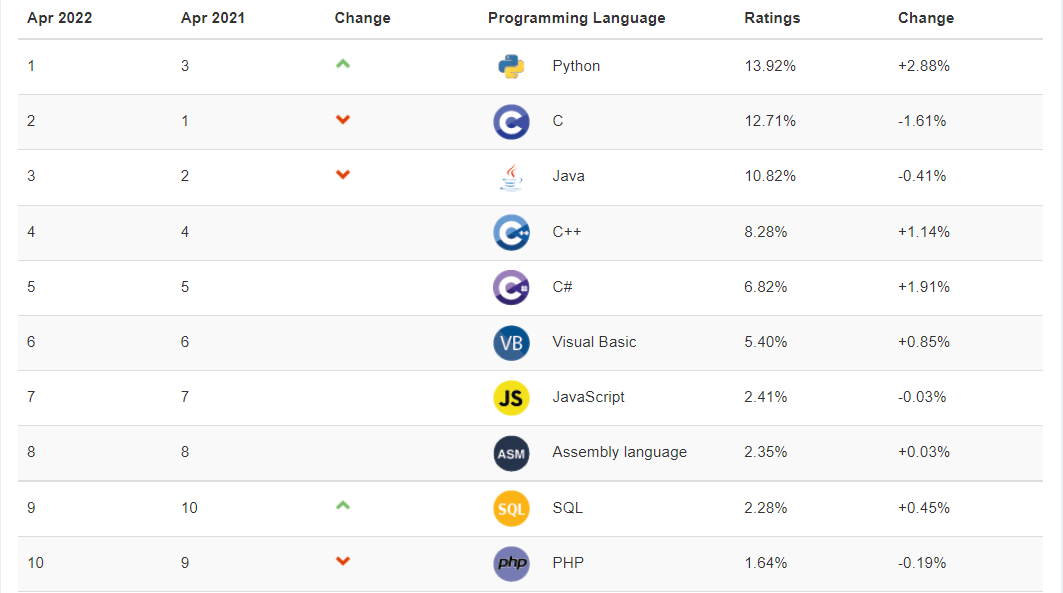 Apr 2022 Apr 2021 Change Programming Language Ratings Change
1 3 Python 13.92% +2.88%
2 1 C C 12.71% -1.61%
3 2 Java 10.82% -0.41%
4 4 C++ C++ 8.28% +1.14%
5 5 C# C# 6.82% +1.91%
6 6 VB Visual Basic 5.40% +0.85%
7 7 JS JavaScript 2.41% -0.03%
8 8 ASM Assembly language 2.35% +0.03%
9 10 SQL SQL 2.28% +0.45%
10 9 php PHP 1.64% -0.19%